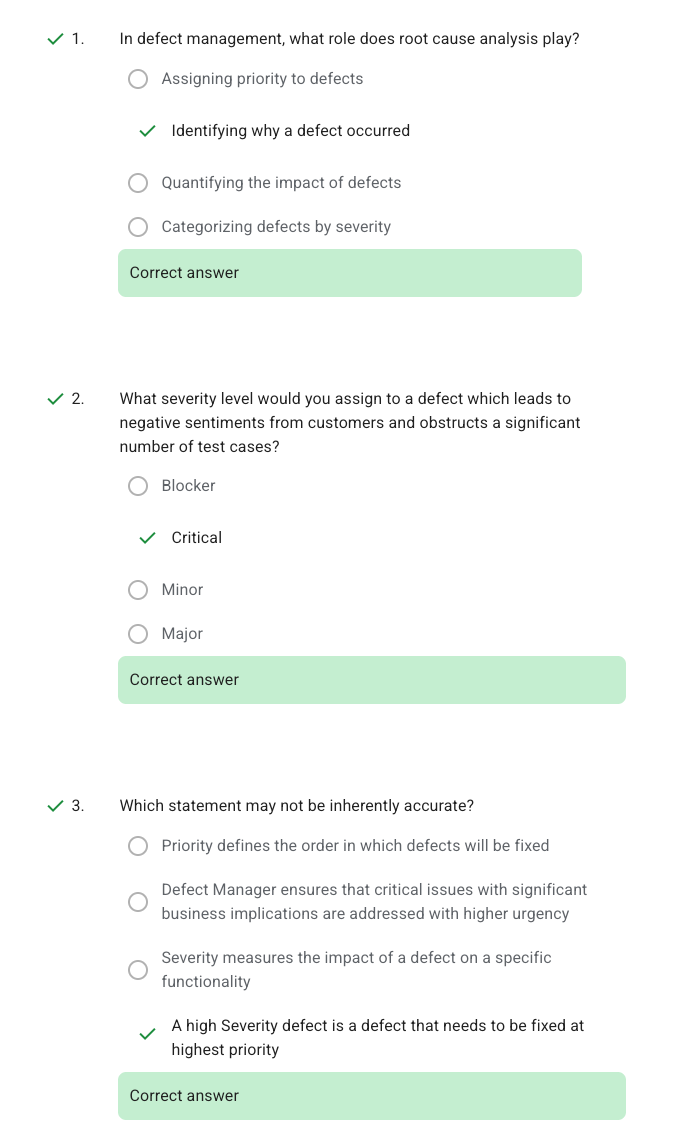 1. In defect management, what role does root cause analysis play?
Assigning priority to defects
Identifying why a defect occurred
Quantifying the impact of defects
Categorizing defects by severity
Correct answer
2. What severity level would you assign to a defect which leads to
negative sentiments from customers and obstructs a significant
number of test cases?
Blocker
Critical
Minor
Major
Correct answer
3. Which statement may not be inherently accurate?
Priority defines the order in which defects will be fixed
Defect Manager ensures that critical issues with significant
business implications are addressed with higher urgency
Severity measures the impact of a defect on a specific
functionality
A high Severity defect is a defect that needs to be fixed at
highest priority
Correct answer